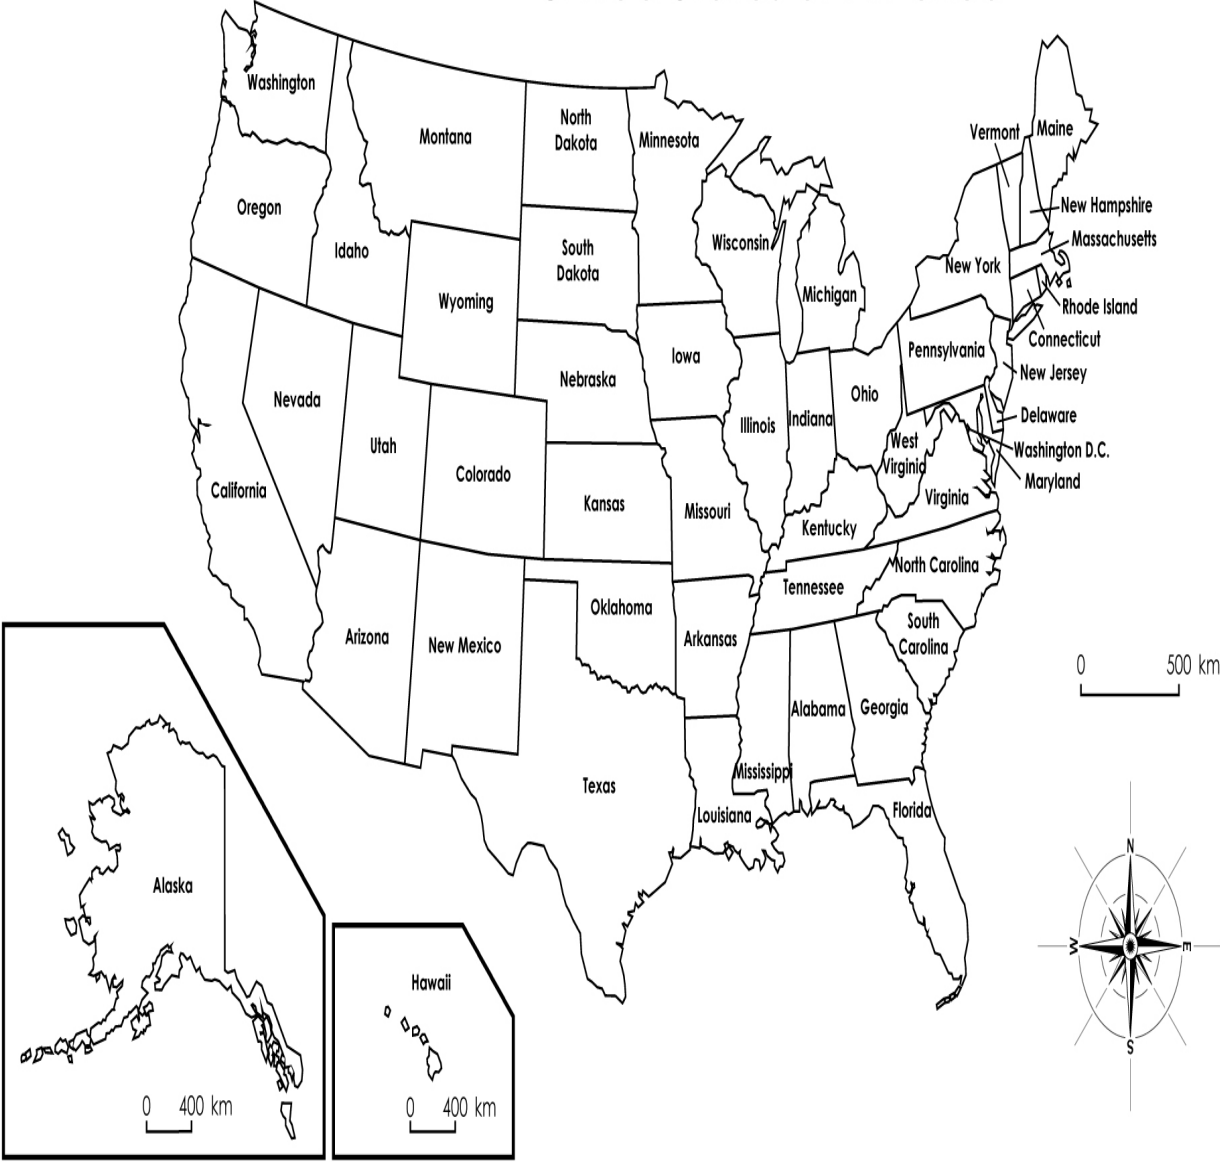 Washington
Montana
North
Dakota
Minnesota
Vermont
Maine
Oregon
Idaho
Wyoming
South
Dakota
Wisconsin
Michigan
New York
New Hampshire
Massachusetts
Rhode Island
Connecticut
New Jersey
Pennsylvania
Iowa
Nebraska
Nevada
Utah
Colorado
California
Kansas
Missouri
Illinois
Indiana
Ohio
West
Virginia
Virginia
Delaware
Washington D.C.
Maryland
Kentucky
Tennessee
North Carolina
South
Carolina
Arizona
New Mexico
Oklahoma
Arkansas
Texas
Louisiana
Mississippi
Alabama
Georgia
Florida
0 500 km
Alaska
0 400 km
Hawaii
0 400 km
N
W
E
S